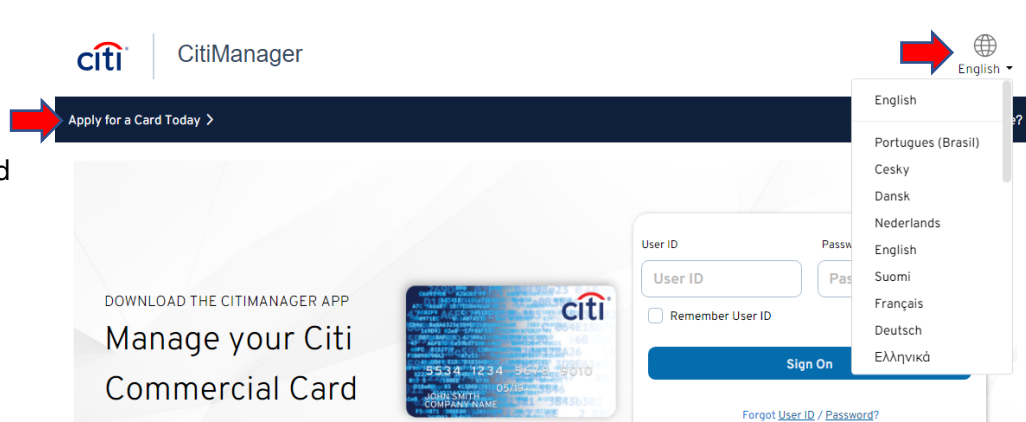 citi
CitiManager
English
Apply for a Card Today >
e?
d
English
Portugues (Brasil)
Cesky
Dansk
Nederlands
English
Suomi
Français
Deutsch
Ελληνικά
User ID
Passw
User ID
Pas
Remember User ID
Sign On
Forgot User ID / Password?
DOWNLOAD THE CITIMANAGER APP
Manage your Citi
Commercial Card
citi
5534 1234 5678 9010
JOHN SMITH
COMPANY NAME